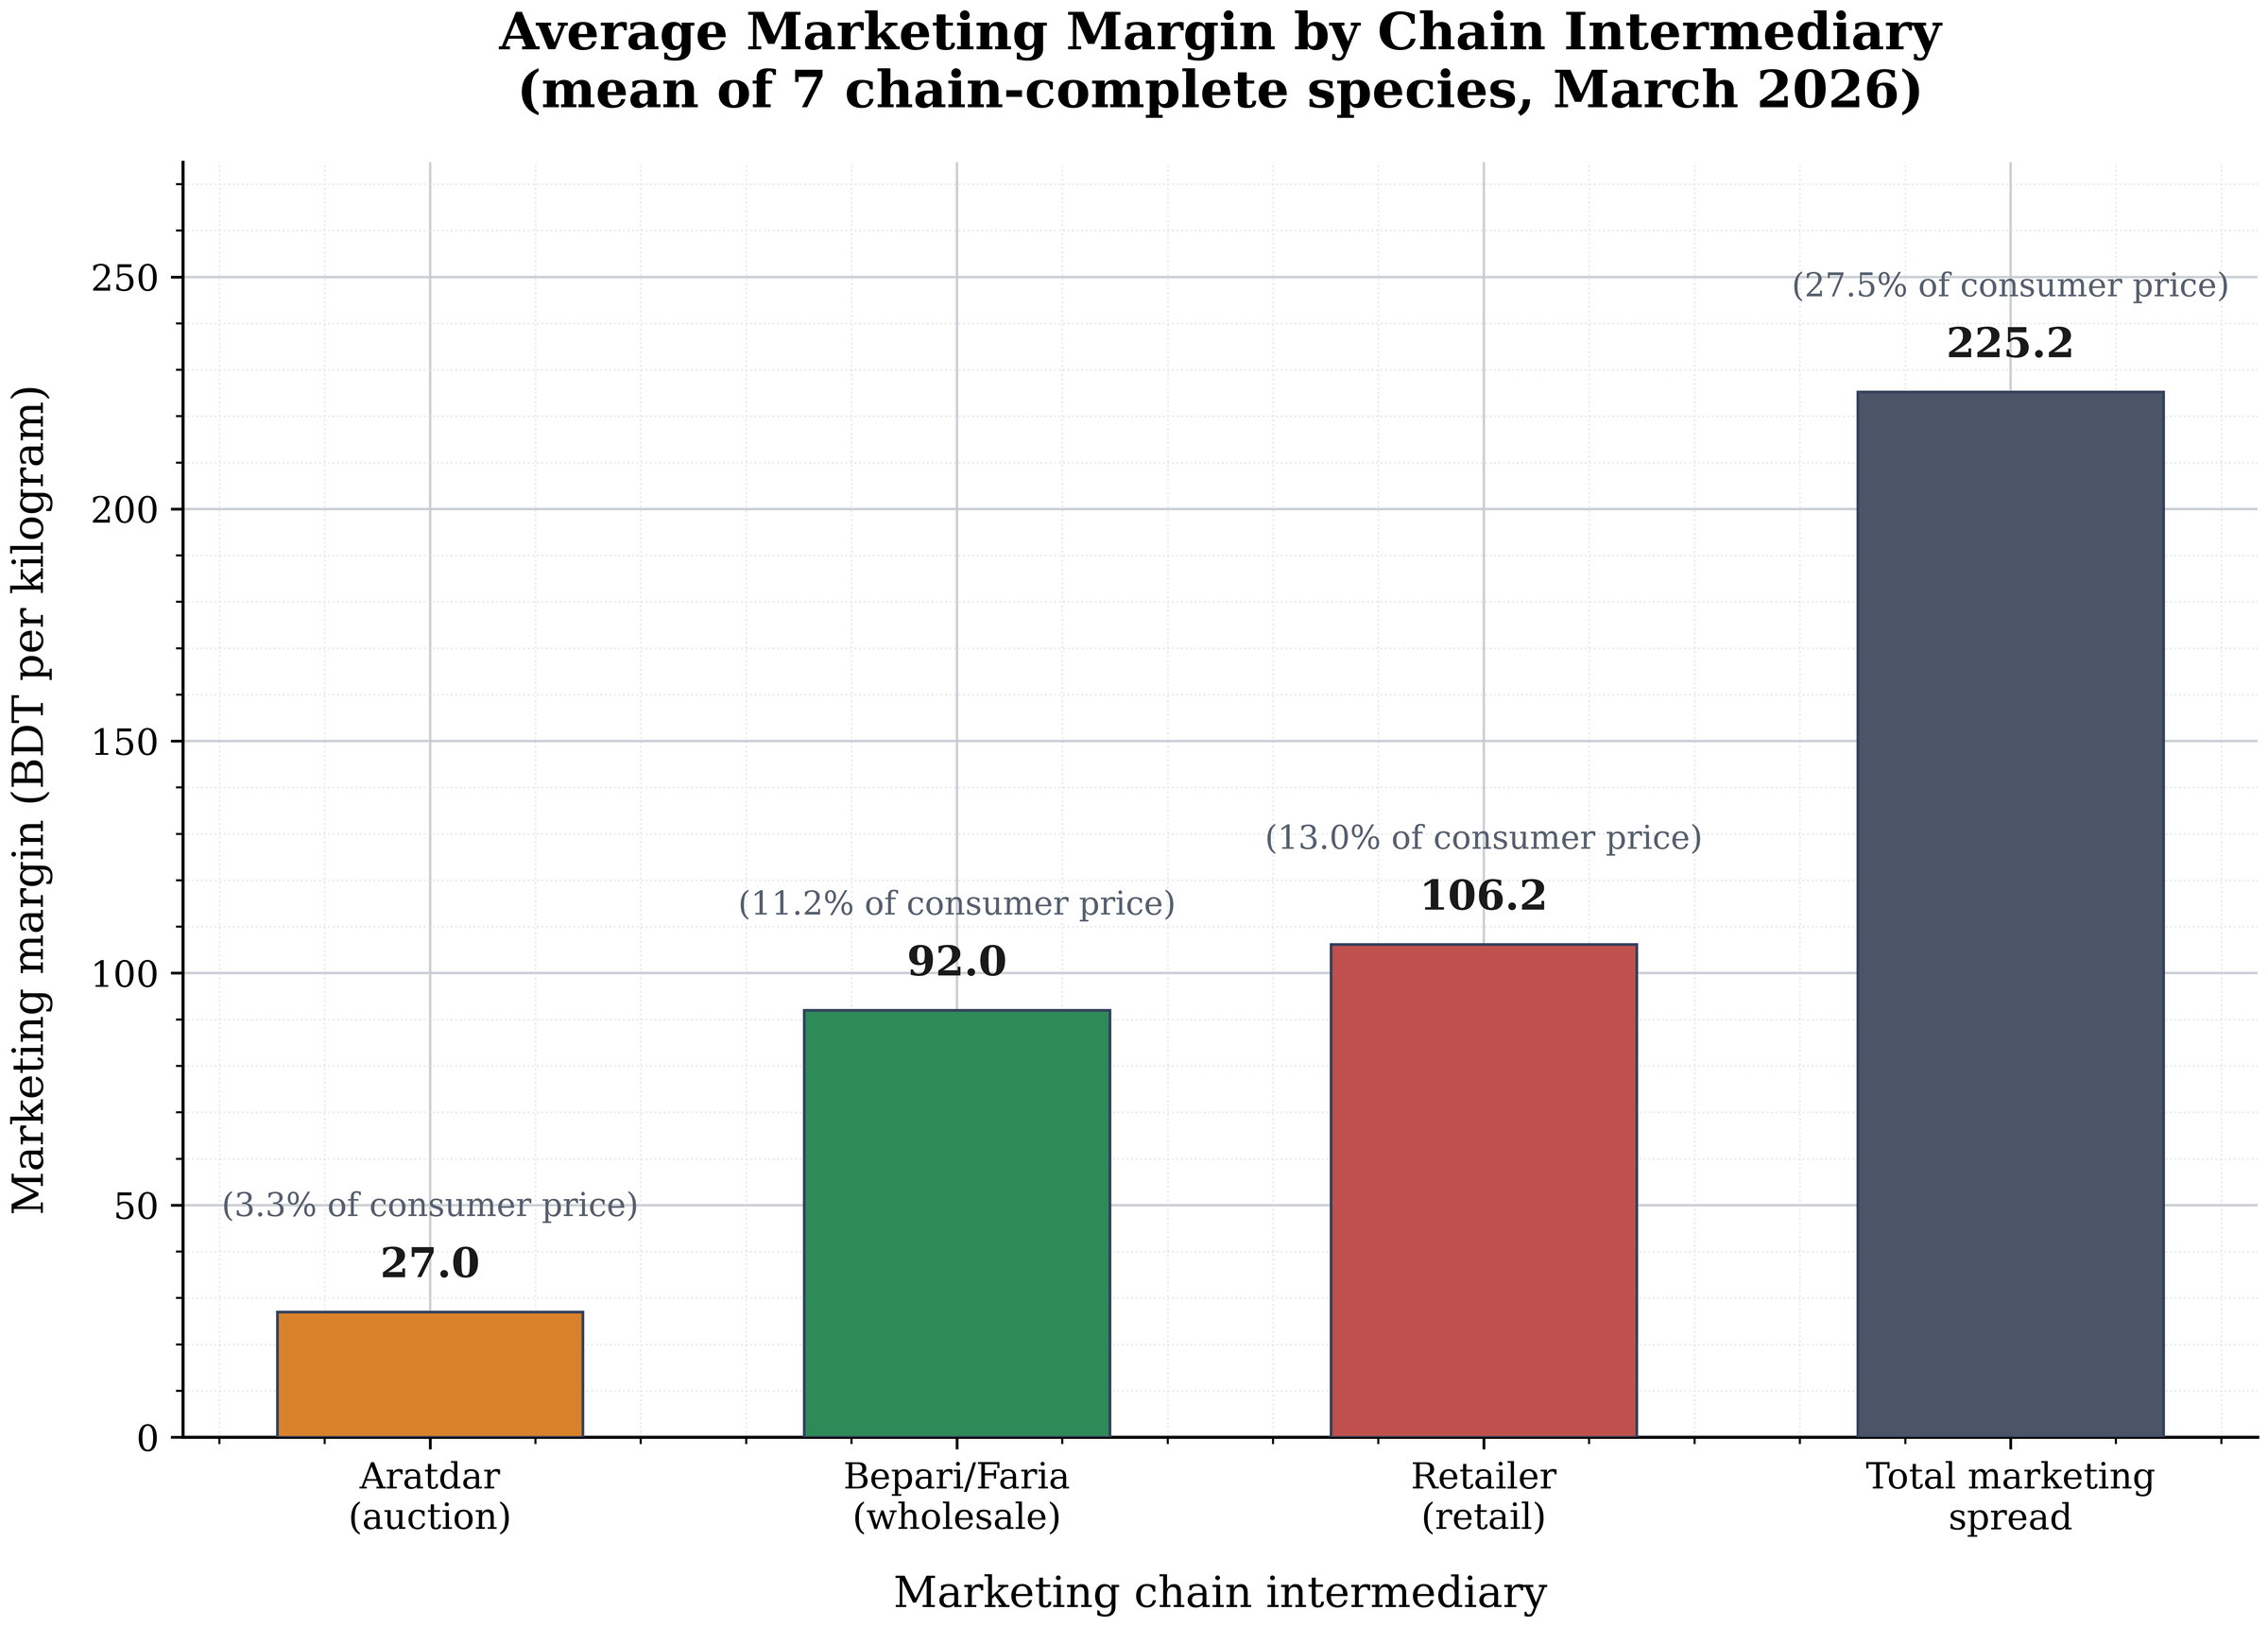 Average Marketing Margin by Chain Intermediary
(mean of 7 chain-complete species, March 2026)
Marketing margin (BDT per kilogram)
250
200
150
100
50
0
(3.3% of consumer price)
27.0
(11.2% of consumer price)
92.0
(13.0% of consumer price)
106.2
(27.5% of consumer price)
225.2
Aratdar
(auction)
Bepari/Faria
(wholesale)
Retailer
(retail)
Total marketing
spread
Marketing chain intermediary